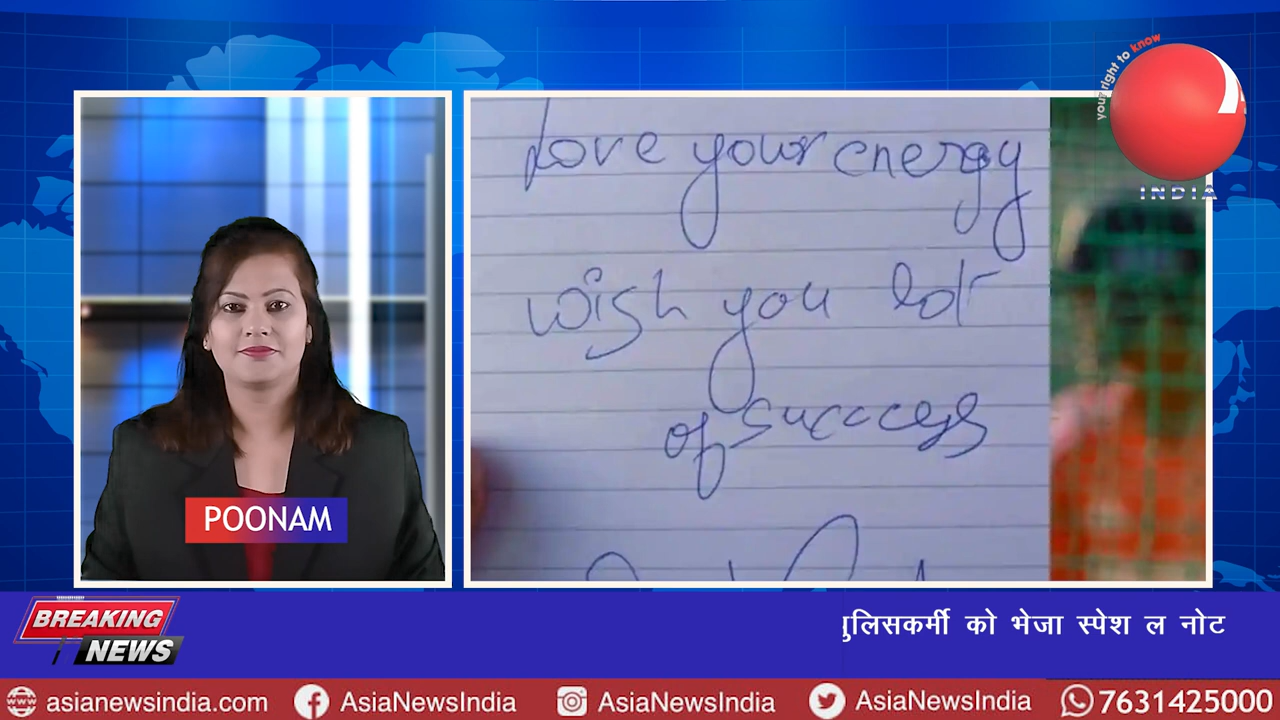 your right to know
INDIA
Love your energy
wish you lot
of success
POONAM
BREAKING
NEWS
पुलिसकर्मी को भेजा स्पेश ल नोट
asianewsindia.com
AsiaNewsIndia
AsiaNewsIndia
AsiaNewsIndia
7631425000